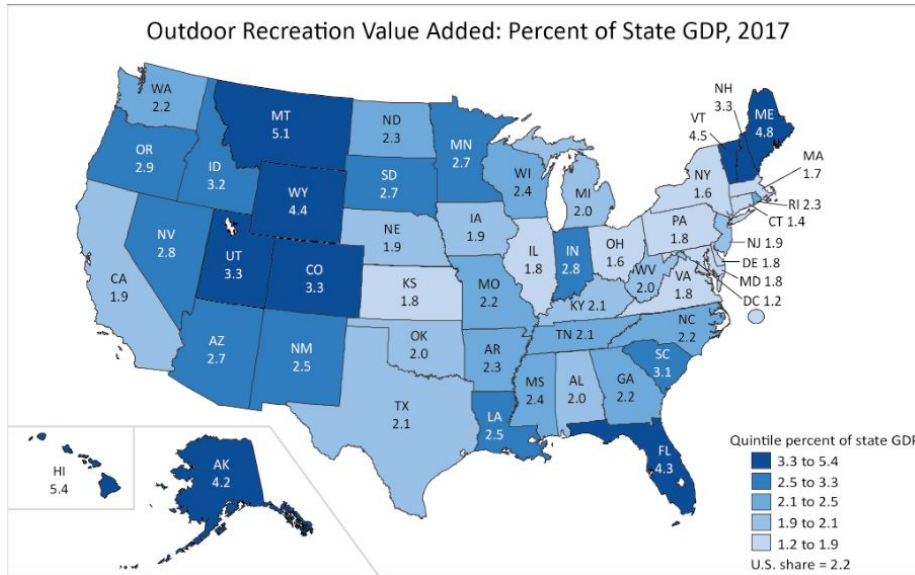 Outdoor Recreation Value Added: Percent of State GDP, 2017
WA
2.2
OR
2.9
CA
1.9
NV
2.8
ID
3.2
MT
5.1
WY
4.4
UT
3.3
CO
3.3
AZ
2.7
NM
2.5
ND
2.3
SD
2.7
NE
1.9
KS
1.8
OK
2.0
TX
2.1
MN
2.7
IA
1.9
MO
2.2
AR
2.3
LA
2.5
WI
2.4
IL
1.8
MS
2.4
MI
2.0
IN
2.8
OH
1.6
KY 2.1
TN 2.1
AL
2.0
GA
2.2
FL
4.3
SC
3.1
NC
2.2
WV
2.0
VA
1.8
PA
1.8
NY
1.6
VT
4.5
NH
3.3
ME
4.8
MA
1.7
RI 2.3
CT 1.4
NJ 1.9
DE 1.8
MD 1.8
DC 1.2
HI
5.4
AK
4.2
Quintile percent of state GDP
3.3 to 5.4
2.5 to 3.3
2.1 to 2.5
1.9 to 2.1
1.2 to 1.9
U.S. share = 2.2